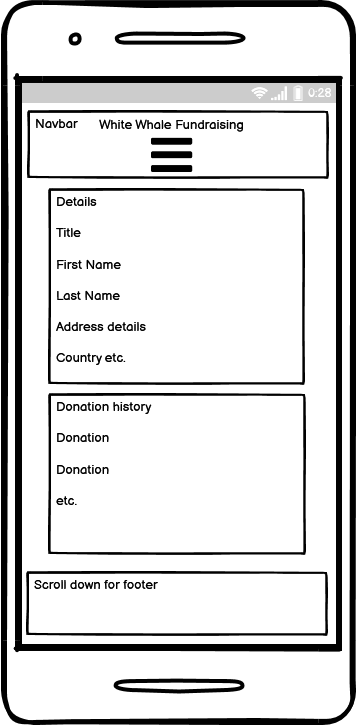 0:28
Navbar White Whale Fundraising
Details
Title
First Name
Last Name
Address details
Country etc.
Donation history
Donation
Donation
etc.
Scroll down for footer